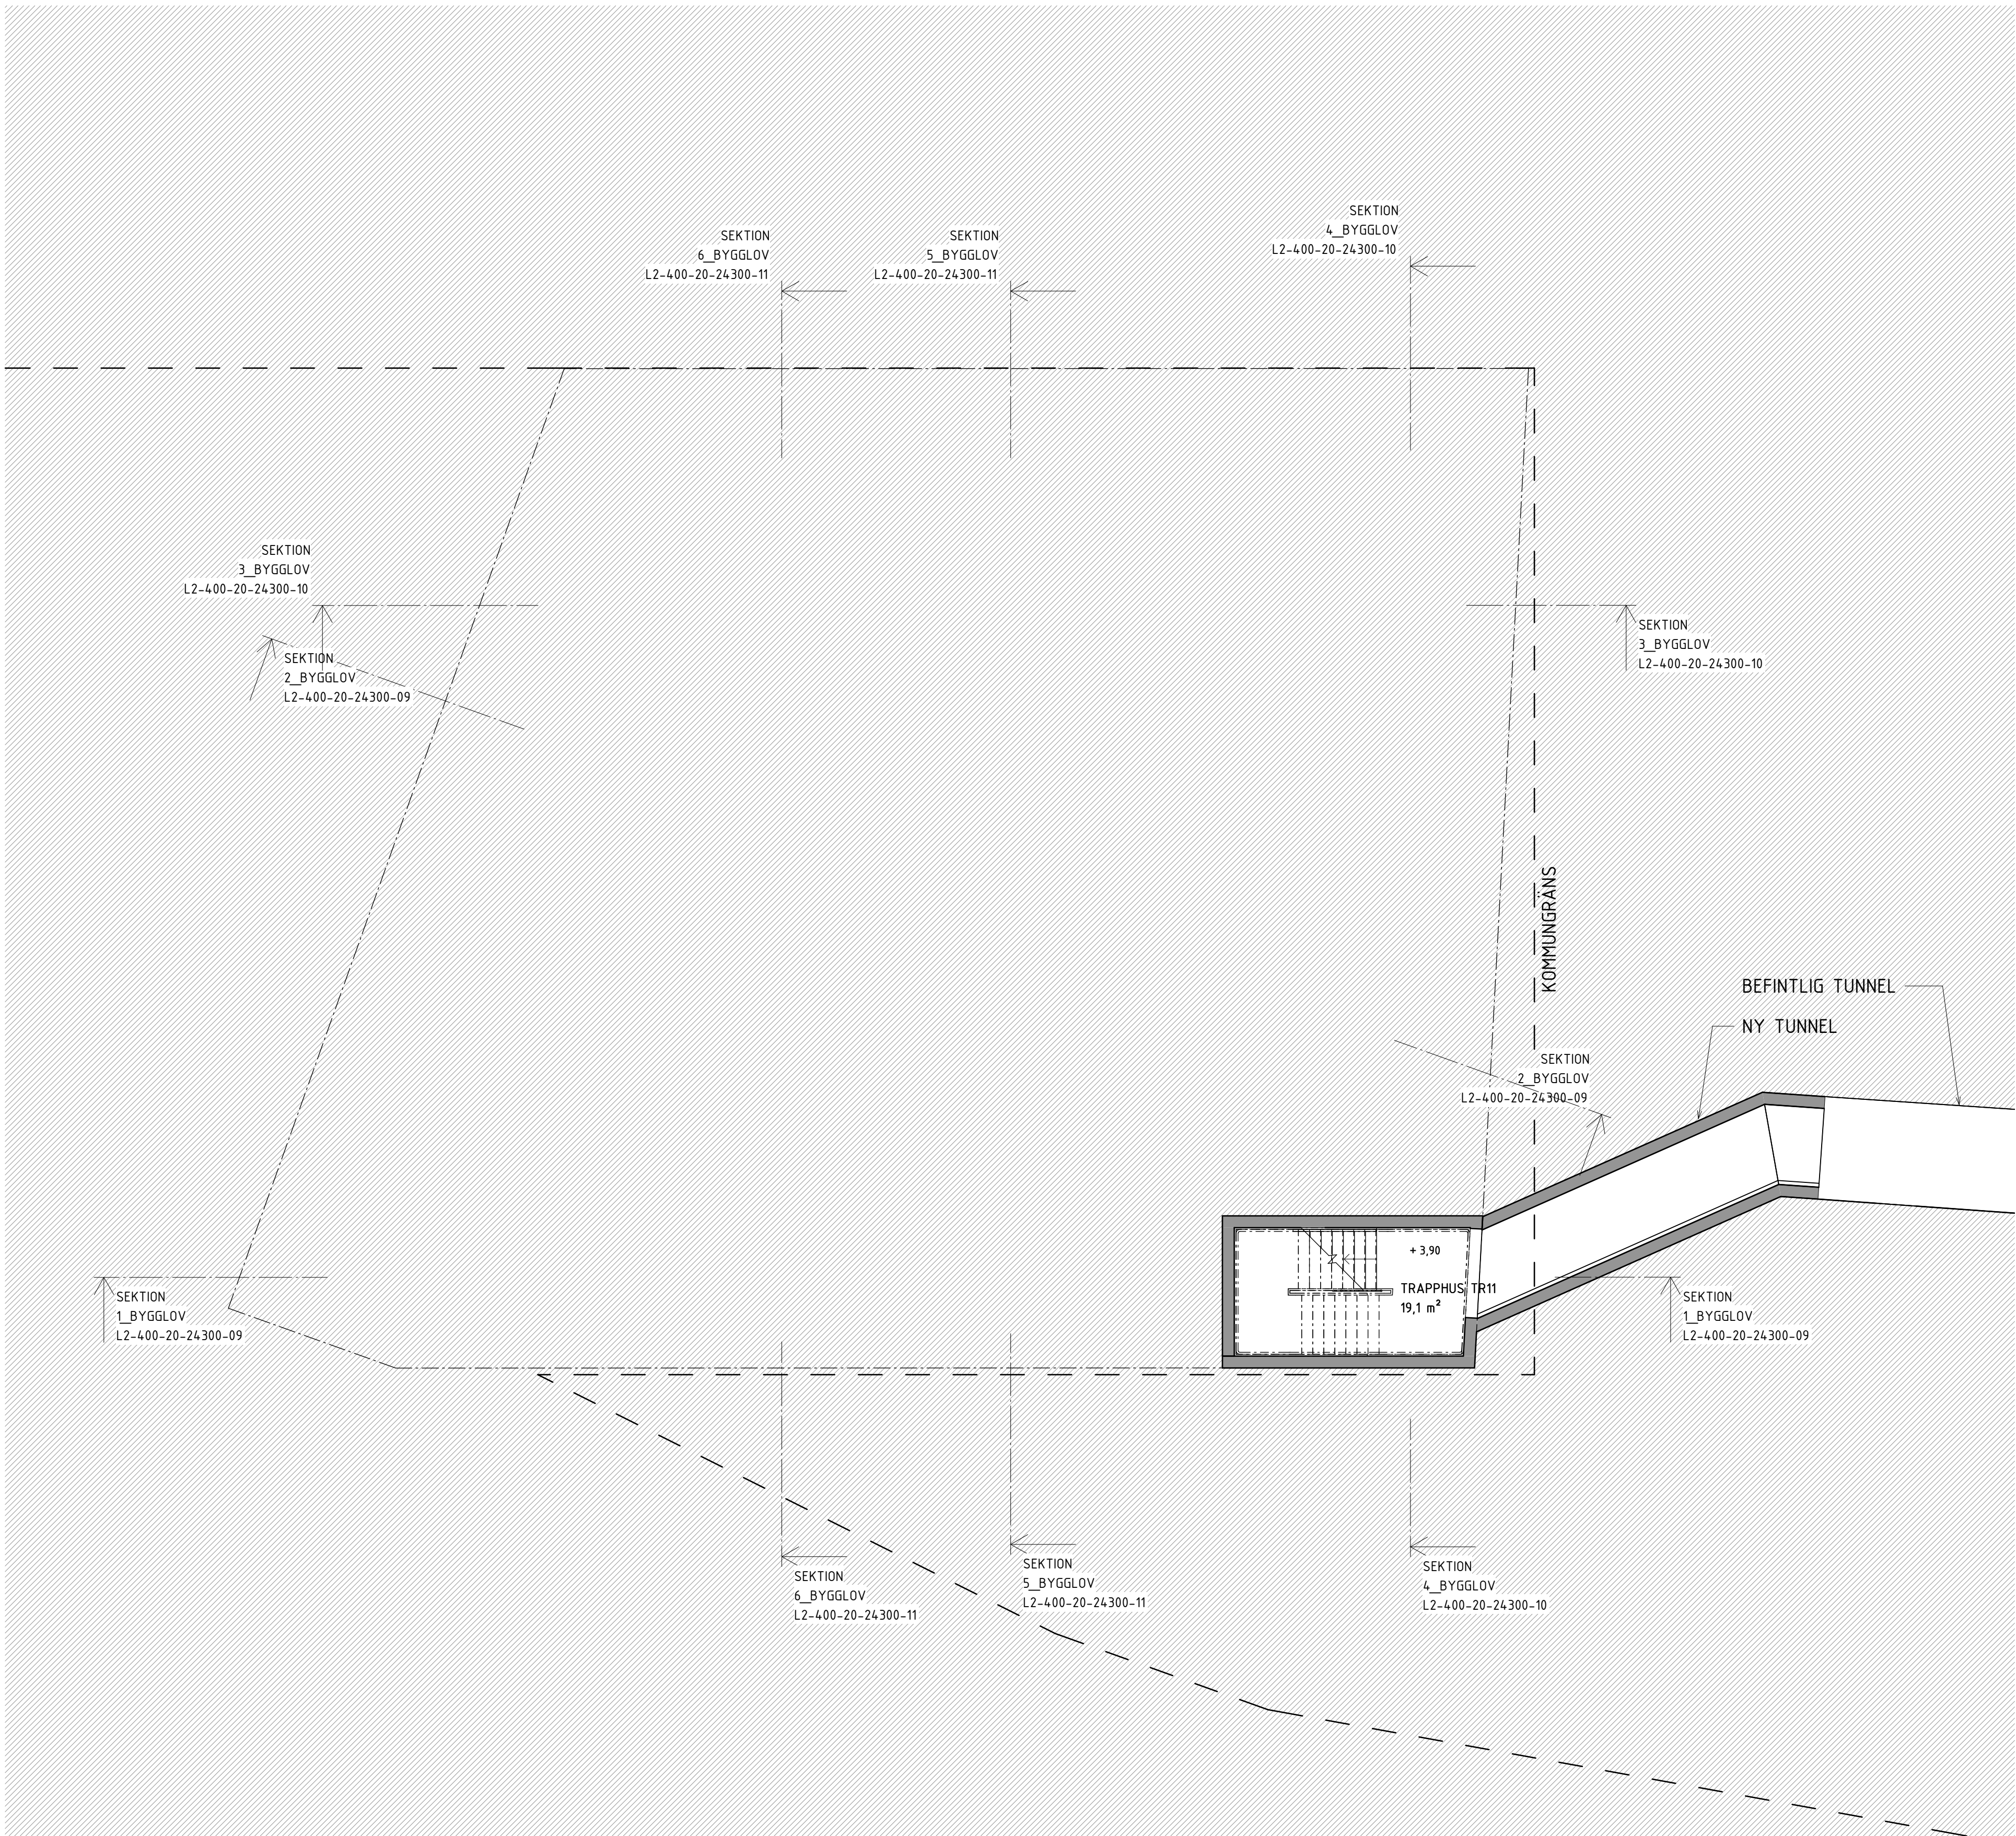 SEKTION
4_BYGGLOV
L2-400-20-24300-10
SEKTION
6_BYGGLOV
L2-400-20-24300-11
SEKTION
5_BYGGLOV
L2-400-20-24300-11
SEKTION
3_BYGGLOV
L2-400-20-24300-10
SEKTION
2_BYGGLOV
L2-400-20-24300-09
SEKTION
3_BYGGLOV
L2-400-20-24300-10
KOMMUNGRÄNS
BEFINTLIG TUNNEL
NY TUNNEL
SEKTION
2_BYGGLOV
L2-400-20-24300-09
+ 3,90
TRAPPHUS TR11
19,1 m²
SEKTION
1_BYGGLOV
L2-400-20-24300-09
SEKTION
1_BYGGLOV
L2-400-20-24300-09
SEKTION
6_BYGGLOV
L2-400-20-24300-11
SEKTION
5_BYGGLOV
L2-400-20-24300-11
SEKTION
4_BYGGLOV
L2-400-20-24300-10